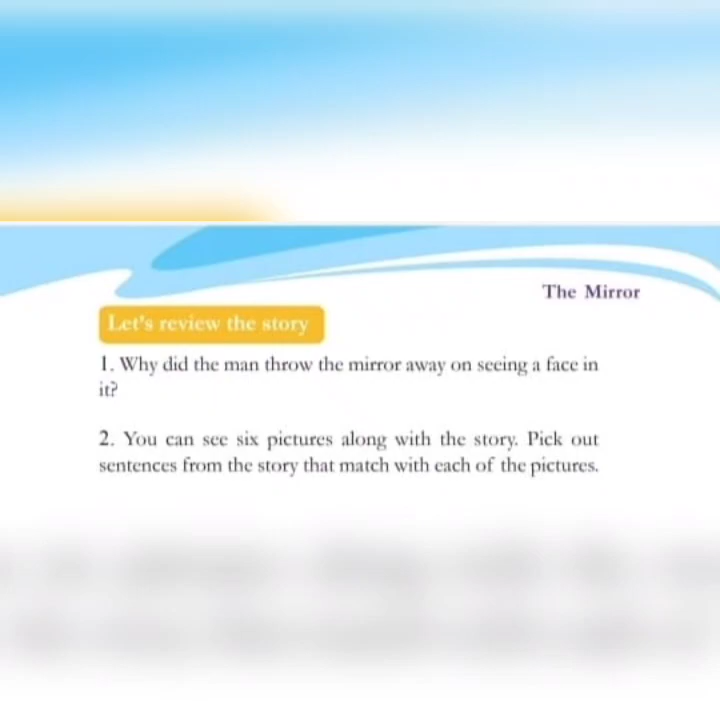 The Mirror
Let's review the story
1. Why did the man throw the mirror away on seeing a face in
it?
2. You can see six pictures along with the story. Pick out
sentences from the story that match with each of the pictures.